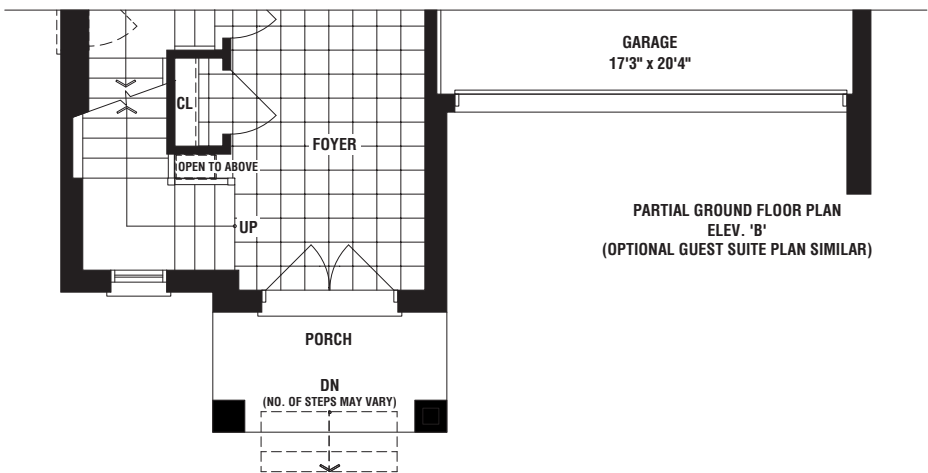 GARAGE
17'3" x 20'4"
CL
FOYER
OPEN TO ABOVE
UP
PARTIAL GROUND FLOOR PLAN
ELEV. 'B'
(OPTIONAL GUEST SUITE PLAN SIMILAR)
PORCH
DN
(NO. OF STEPS MAY VARY)